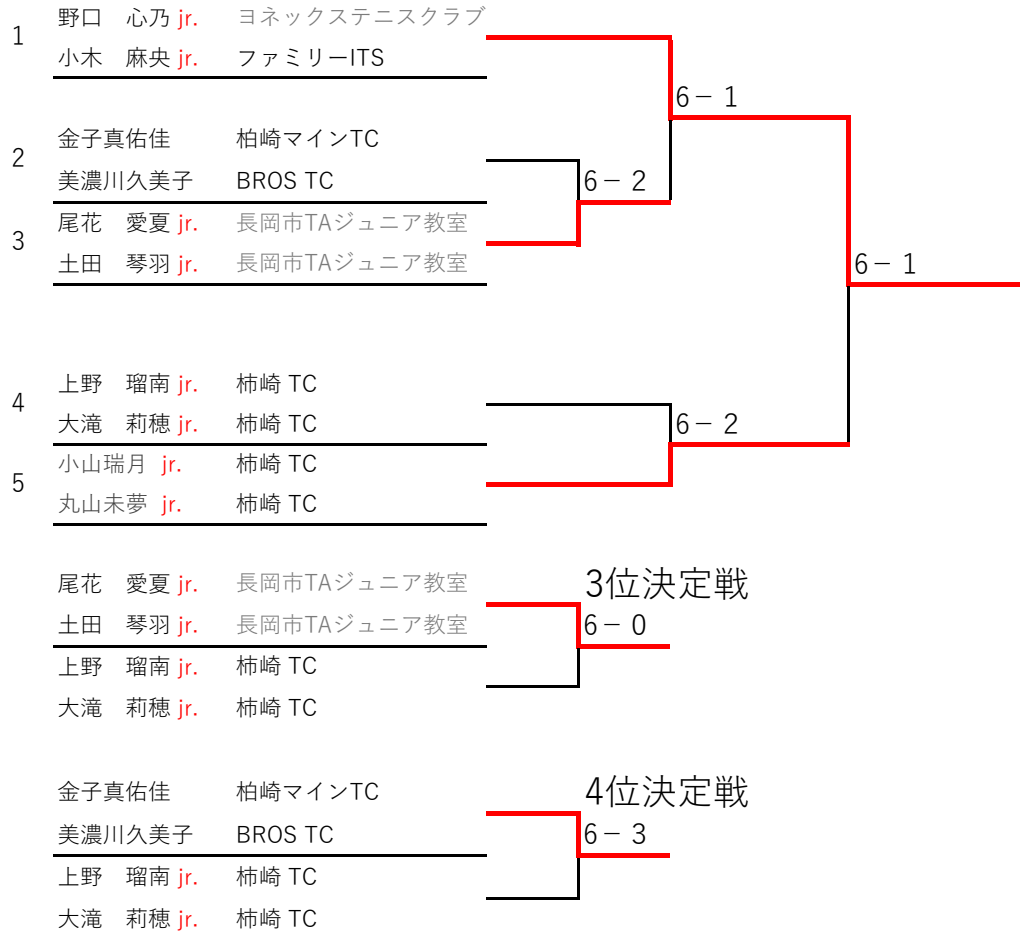 1
野口　心乃 jr.　ヨネックステニスクラブ
小木　麻央 jr.　ファミリーITS
6－1
2
金子真佑佳　柏崎マインTC
美濃川久美子　BROS TC
6－2
3
尾花　愛夏 jr.　長岡市TAジュニア教室
土田　琴羽 jr.　長岡市TAジュニア教室
6－1
4
上野　瑠南 jr.　柿崎 TC
大滝　莉穂 jr.　柿崎 TC
6－2
5
小山瑞月 jr.　柿崎 TC
丸山未夢 jr.　柿崎 TC
3位決定戦
尾花　愛夏 jr.　長岡市TAジュニア教室
土田　琴羽 jr.　長岡市TAジュニア教室
6－0
上野　瑠南 jr.　柿崎 TC
大滝　莉穂 jr.　柿崎 TC
4位決定戦
金子真佑佳　柏崎マインTC
美濃川久美子　BROS TC
6－3
上野　瑠南 jr.　柿崎 TC
大滝　莉穂 jr.　柿崎 TC